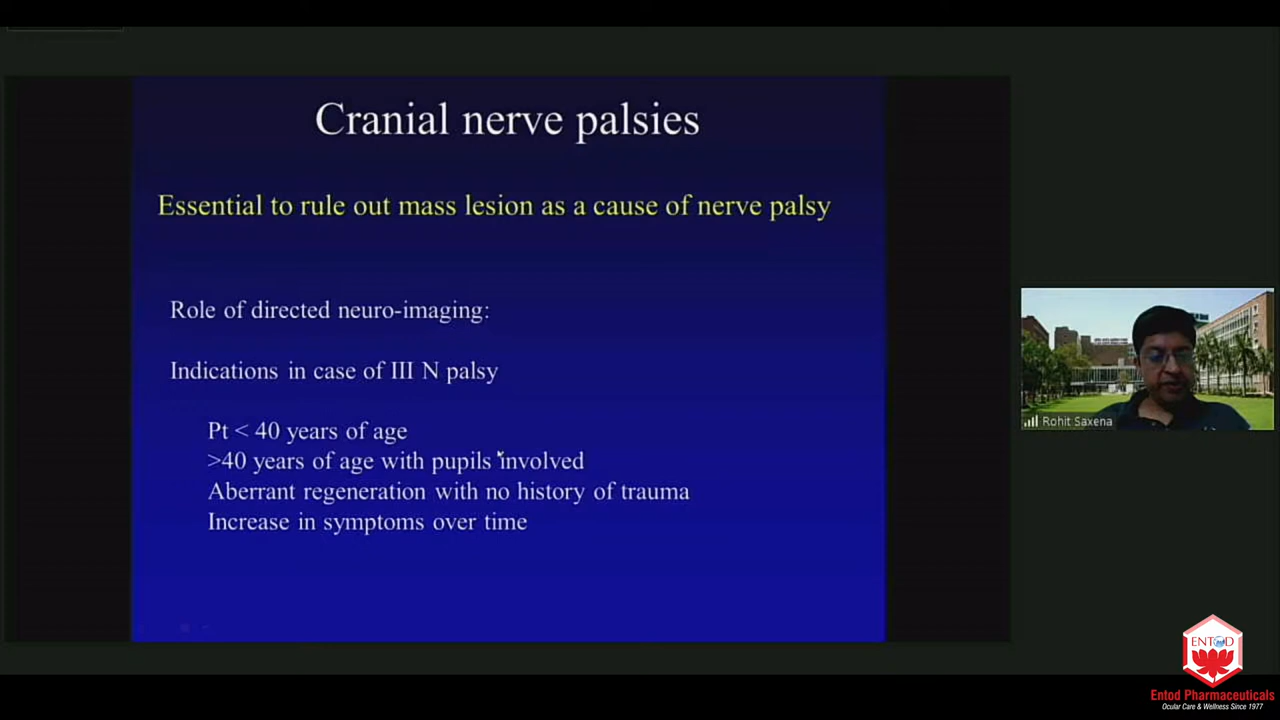 Cranial nerve palsies
Essential to rule out mass lesion as a cause of nerve palsy
Role of directed neuro-imaging:
Indications in case of III N palsy
Pt < 40 years of age
>40 years of age with pupils involved
Aberrant regeneration with no history of trauma
Increase in symptoms over time
Rohit Saxena
ENTOD
Entod Pharmaceuticals
Ocular Care & Wellness Since 1977